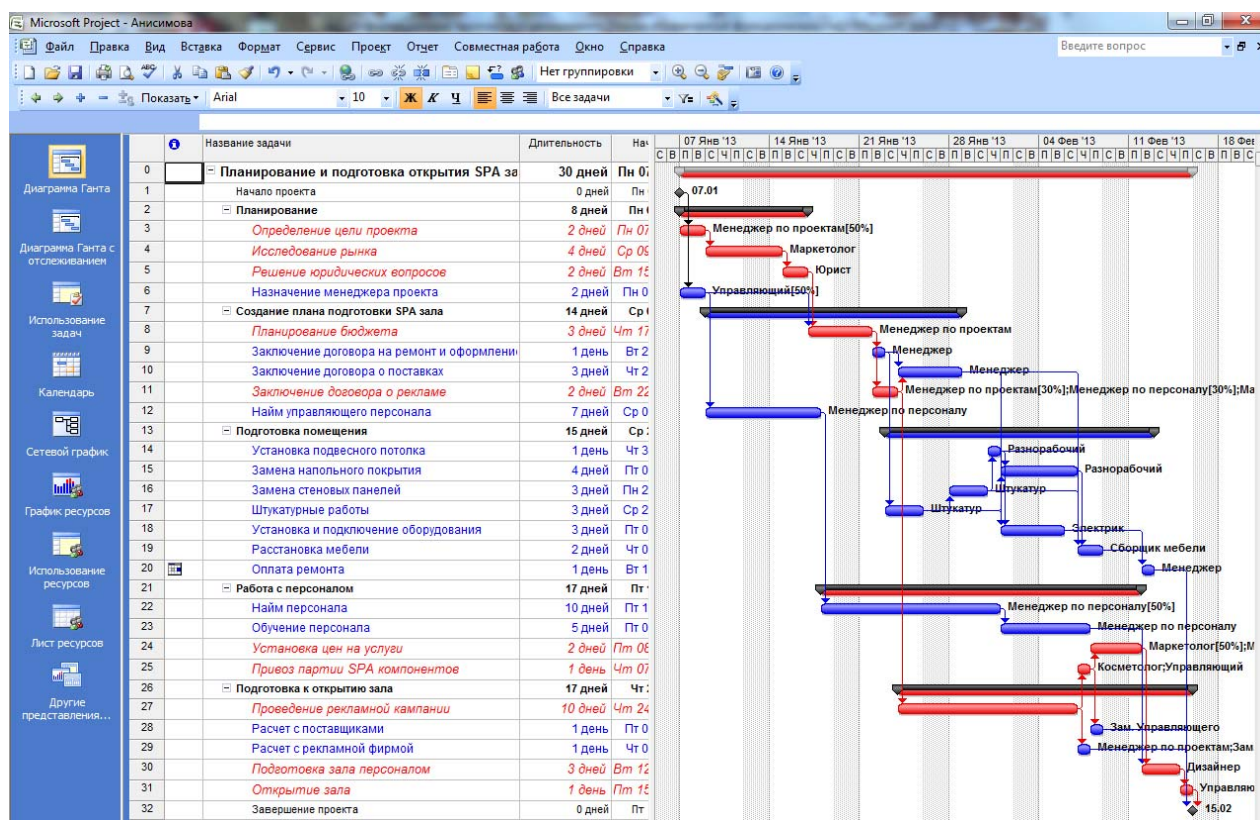 Microsoft Project - Анисимова
Файл Правка Вид Вставка Формат Сервис Проект Отчет Совместная работа Окно Справка Введите вопрос
Нет группировки
Показать Arial 10 Ж К Ч Все задачи
Название задачи Длительность Нач 07 Янв '13 14 Янв '13 21 Янв '13 28 Янв '13 04 Фев '13 11 Фев '13 18 Фев
С В П В С Ч П С В П В С Ч П С В П В С Ч П С В П В С Ч П С В П В С Ч П С В П В С Ч П С В П В С
Диаграмма Ганта
Диаграмма Ганта с отслеживанием
Использование задач
Календарь
Сетевой график
График ресурсов
Использование ресурсов
Лист ресурсов
Другие представления...
0 Планирование и подготовка открытия SPA за 30 дней Пн 07
1 Начало проекта 0 дней Пн 07.01
2 Планирование 8 дней Пн
3 Определение цели проекта 2 дней Пн 07 Менеджер по проектам[50%]
4 Исследование рынка 4 дней Ср 09 Маркетолог
5 Решение юридических вопросов 2 дней Вт 15 Юрист
6 Назначение менеджера проекта 2 дней Пн 0 Управляющий[50%]
7 Создание плана подготовки SPA зала 14 дней Ср
8 Планирование бюджета 3 дней Чт 17 Менеджер по проектам
9 Заключение договора на ремонт и оформлени 1 день Вт 2 Менеджер
10 Заключение договора о поставках 3 дней Чт 2 Менеджер
11 Заключение договора о рекламе 2 дней Вт 22 Менеджер по проектам[30%];Менеджер по персоналу[30%];Ма
12 Найм управляющего персонала 7 дней Ср 0 Менеджер по персоналу
13 Подготовка помещения 15 дней Ср
14 Установка подвесного потолка 1 день Чт 3 Разнорабочий
15 Замена напольного покрытия 4 дней Пт 0 Разнорабочий
16 Замена стеновых панелей 3 дней Пн 2 Штукатур
17 Штукатурные работы 3 дней Ср 2 Штукатур
18 Установка и подключение оборудования 3 дней Пт 0 Электрик
19 Расстановка мебели 2 дней Чт 0 Сборщик мебели
20 Оплата ремонта 1 день Вт 1 Менеджер
21 Работа с персоналом 17 дней Пт
22 Найм персонала 10 дней Пт 1 Менеджер по персоналу[50%]
23 Обучение персонала 5 дней Пт 0 Менеджер по персоналу
24 Установка цен на услуги 2 дней Пт 08 Маркетолог[50%];М
25 Привоз партии SPA компонентов 1 день Чт 07 Косметолог;Управляющий
26 Подготовка к открытию зала 17 дней Чт
27 Проведение рекламной кампании 10 дней Чт 24
28 Расчет с поставщиками 1 день Пт 0 Зам. Управляющего
29 Расчет с рекламной фирмой 1 день Чт 0 Менеджер по проектам;Зам
30 Подготовка зала персоналом 3 дней Вт 12 Дизайнер
31 Открытие зала 1 день Пт 15 Управляю
32 Завершение проекта 0 дней Пт 15.02